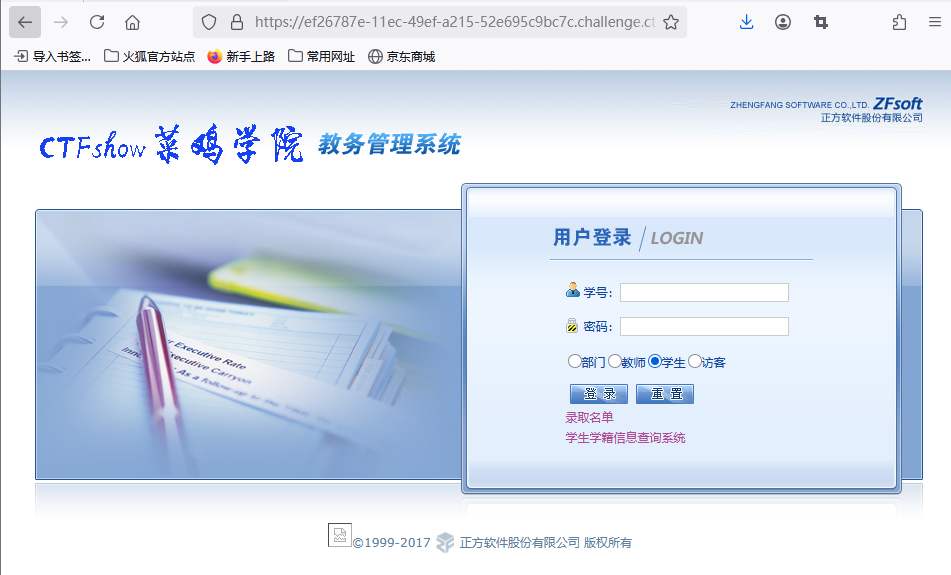 https://ef26787e-11ec-49ef-a215-52e695c9bc7c.challenge.ct
导入书签... 火狐官方站点 新手上路 常用网址 京东商城
ZHENGFANG SOFTWARE CO.,LTD. ZFsoft
正方软件股份有限公司
CTFshow 菜鸡学院 教务管理系统
用户登录 / LOGIN
学号:
密码:
部门 教师 学生 访客
登 录 重 置
录取名单
学生学籍信息查询系统
Executive Rate
Executive Carryon
As a follow-up to the
©1999-2017 正方软件股份有限公司 版权所有